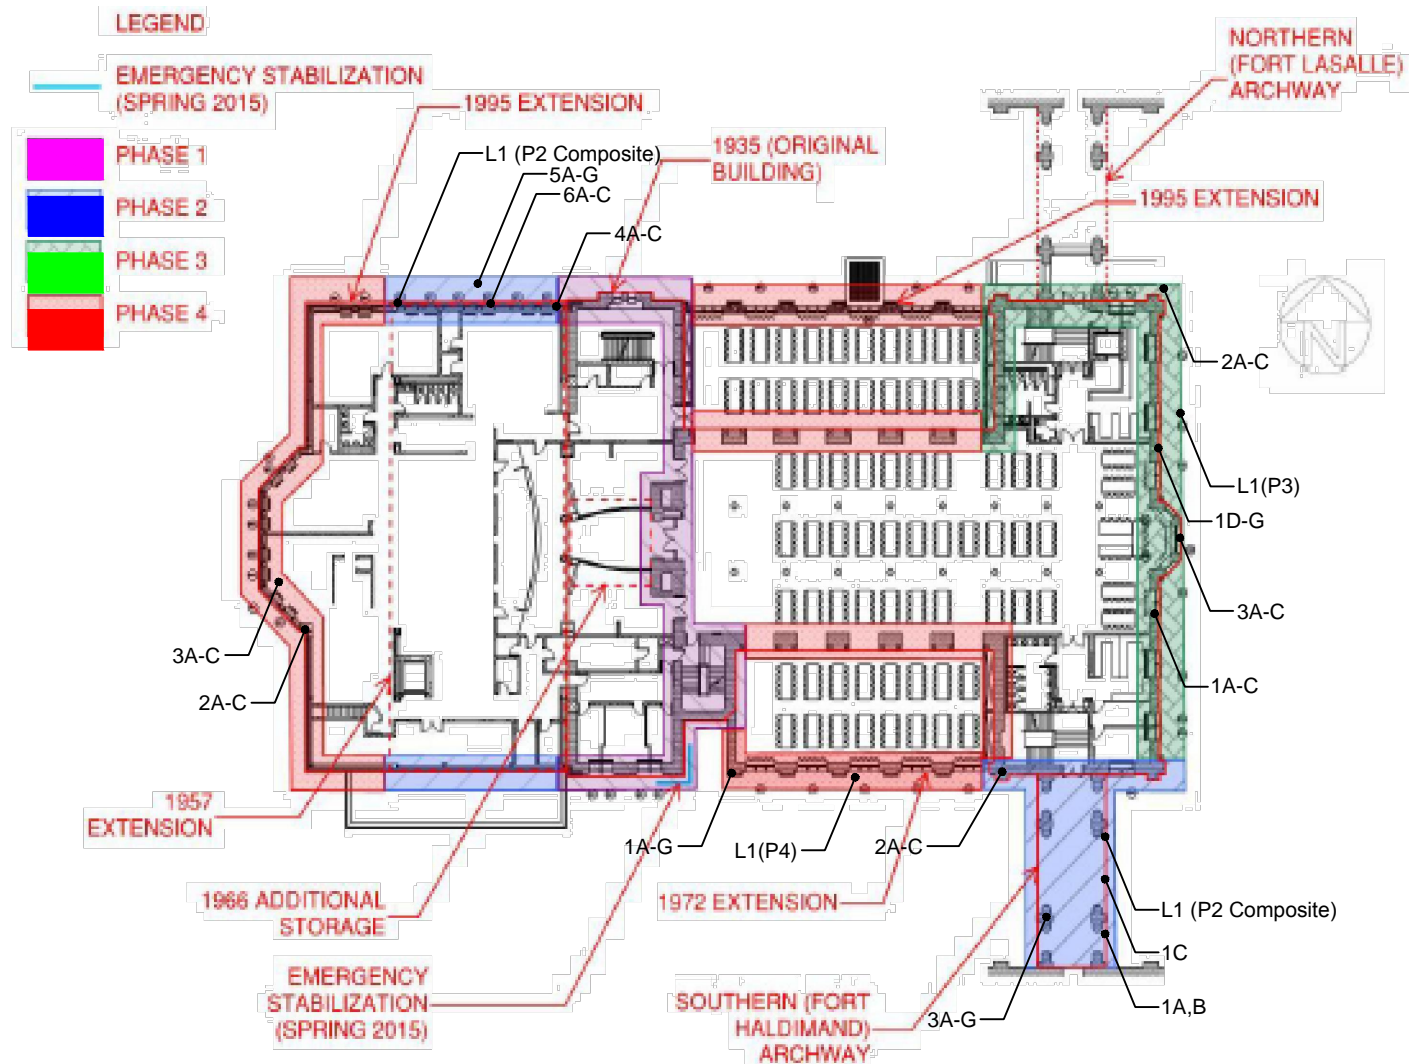 LEGEND
EMERGENCY STABILIZATION
(SPRING 2015)
PHASE 1
PHASE 2
PHASE 3
PHASE 4
1995 EXTENSION
L1 (P2 Composite)
5A-G
6A-C
4A-C
1935 (ORIGINAL
BUILDING)
NORTHERN
(FORT LASALLE)
ARCHWAY
1995 EXTENSION
N
2A-C
L1(P3)
1D-G
3A-C
1A-C
3A-C
2A-C
1957
EXTENSION
1966 ADDITIONAL
STORAGE
EMERGENCY
STABILIZATION
(SPRING 2015)
1A-G
L1(P4)
2A-C
1972 EXTENSION
SOUTHERN (FORT
HALDIMAND)
ARCHWAY
3A-G
L1 (P2 Composite)
1C
1A,B